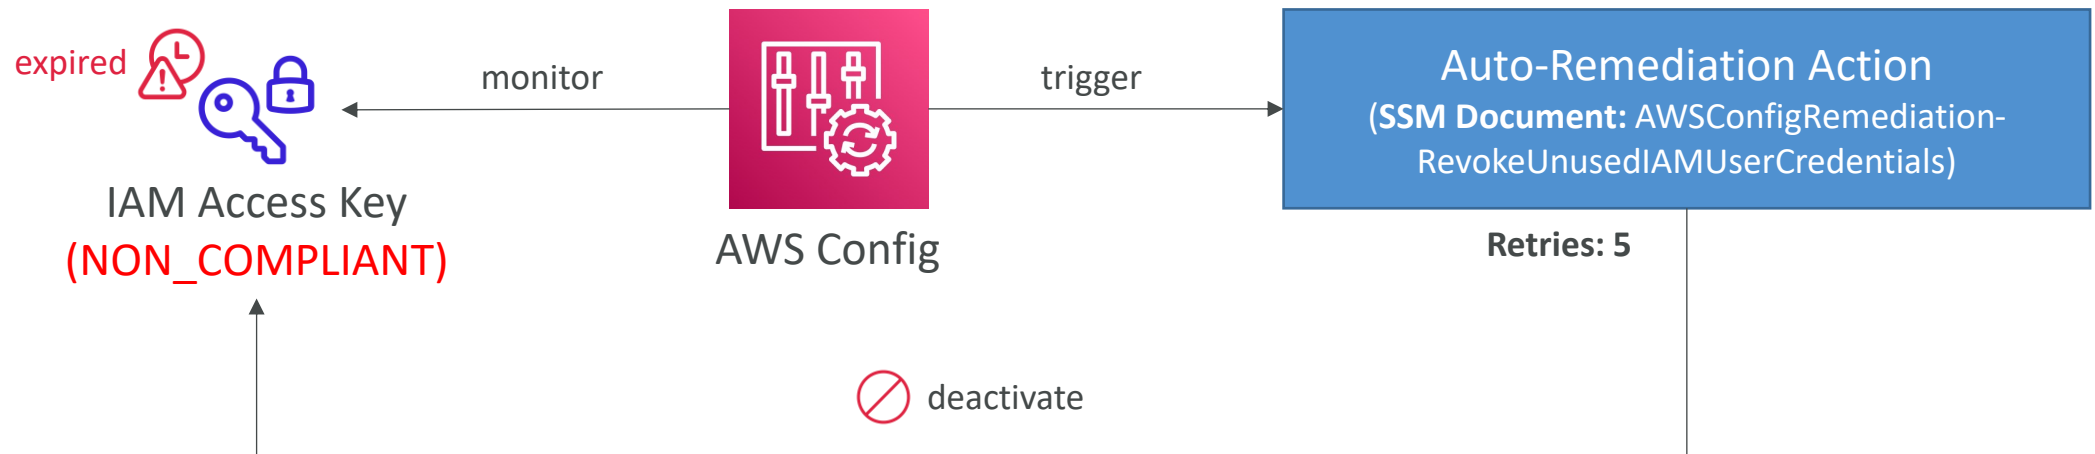 expired
IAM Access Key
(NON_COMPLIANT)
monitor
AWS Config
trigger
Auto-Remediation Action
(SSM Document: AWSConfigRemediation-
RevokeUnusedIAMUserCredentials)
Retries: 5
deactivate